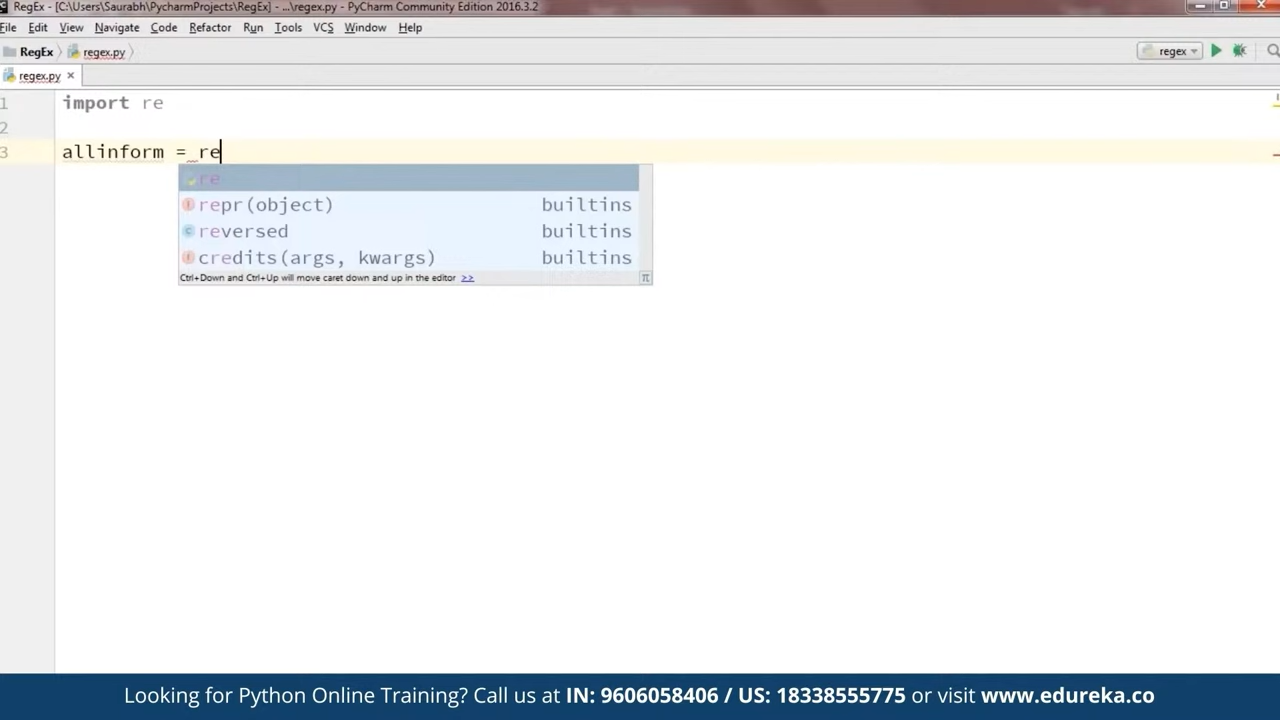 RegEx - [C:\Users\Saurabh\PycharmProjects\RegEx] - ...\regex.py - PyCharm Community Edition 2016.3.2
File Edit View Navigate Code Refactor Run Tools VCS Window Help
RegEx regex.py regex
regex.py
1 import re
2
3 allinform = re
re
repr(object) builtins
reversed builtins
credits(args, kwargs) builtins
Ctrl+Down and Ctrl+Up will move caret down and up in the editor >> π
Looking for Python Online Training? Call us at IN: 9606058406 / US: 18338555775 or visit www.edureka.co